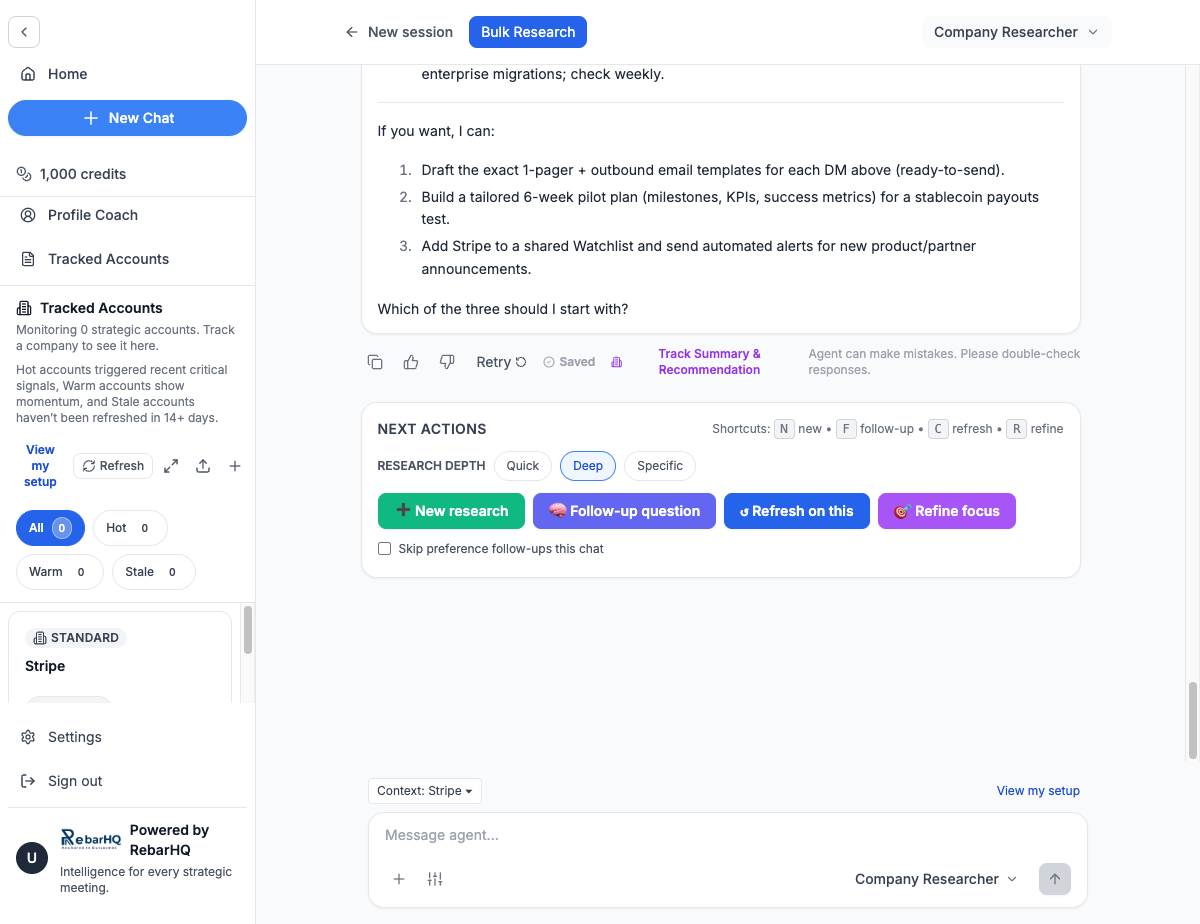 Home
New Chat
1,000 credits
Profile Coach
Tracked Accounts
Tracked Accounts
Monitoring 0 strategic accounts. Track
a company to see it here.
Hot accounts triggered recent critical
signals, Warm accounts show
momentum, and Stale accounts
haven’t been refreshed in 14+ days.
View
my
setup
Refresh
All 0
Hot 0
Warm 0
Stale 0
STANDARD
Stripe
Settings
Sign out
U
RebarHQ
Powered by
RebarHQ
Intelligence for every strategic
meeting.
New session
Bulk Research
Company Researcher
enterprise migrations; check weekly.
If you want, I can:
1. Draft the exact 1-pager + outbound email templates for each DM above (ready-to-send).
2. Build a tailored 6-week pilot plan (milestones, KPIs, success metrics) for a stablecoin payouts
test.
3. Add Stripe to a shared Watchlist and send automated alerts for new product/partner
announcements.
Which of the three should I start with?
Retry
Saved
Track Summary &
Recommendation
Agent can make mistakes. Please double-check
responses.
NEXT ACTIONS
Shortcuts: N new • F follow-up • C refresh • R refine
RESEARCH DEPTH Quick Deep Specific
New research
Follow-up question
Refresh on this
Refine focus
Skip preference follow-ups this chat
Context: Stripe
View my setup
Message agent...
Company Researcher